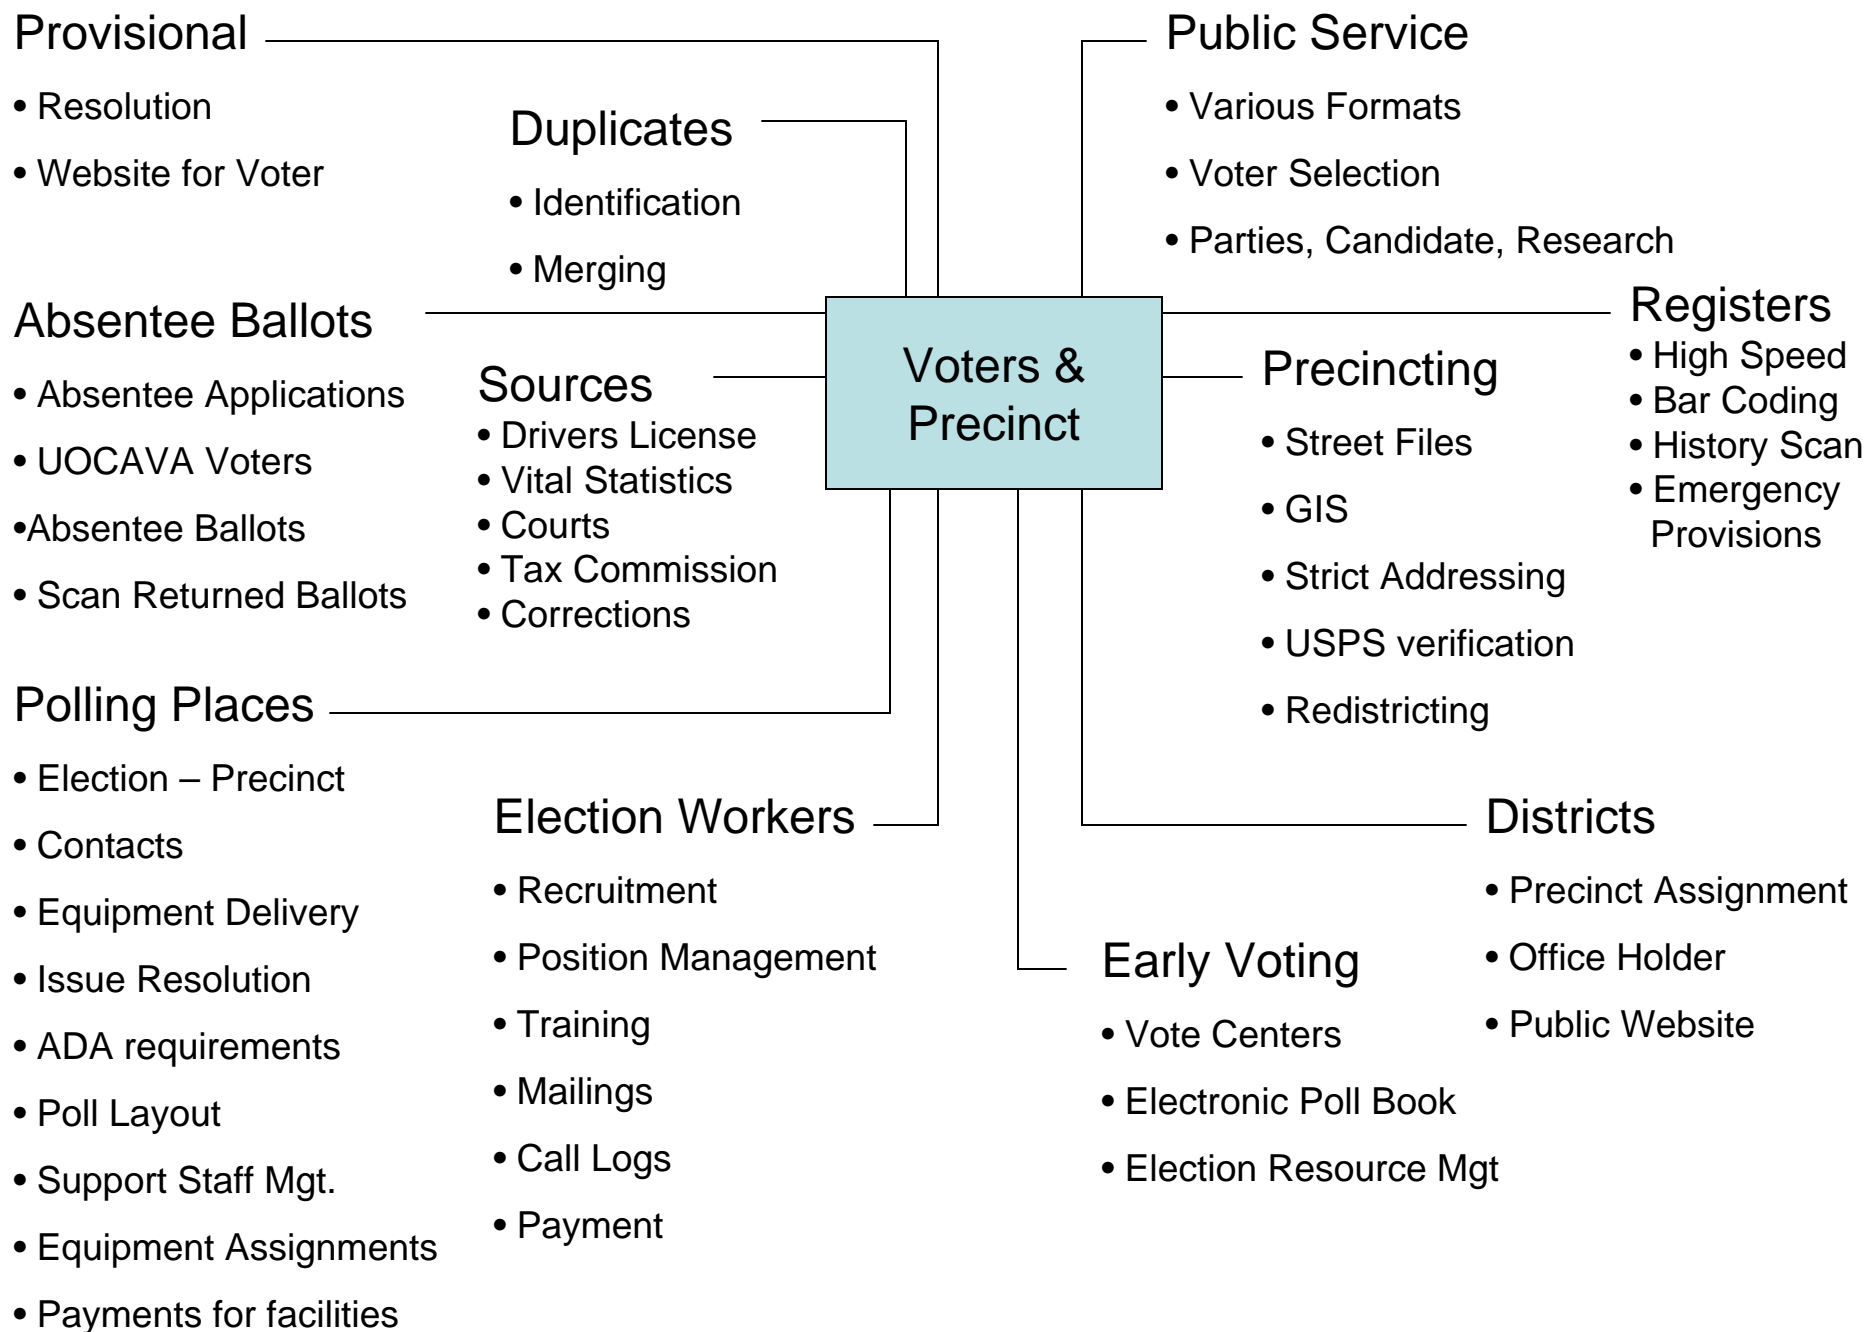 Provisional
• Resolution
• Website for Voter
Duplicates
• Identification
• Merging
Public Service
• Various Formats
• Voter Selection
• Parties, Candidate, Research
Absentee Ballots
• Absentee Applications
• UOCAVA Voters
•Absentee Ballots
• Scan Returned Ballots
Sources
• Drivers License
• Vital Statistics
• Courts
• Tax Commission
• Corrections
Voters &
Precinct
Precincting
• Street Files
• GIS
• Strict Addressing
• USPS verification
• Redistricting
Registers
• High Speed
• Bar Coding
• History Scan
• Emergency
Provisions
Polling Places
• Election – Precinct
• Contacts
• Equipment Delivery
• Issue Resolution
• ADA requirements
• Poll Layout
• Support Staff Mgt.
• Equipment Assignments
• Payments for facilities
Election Workers
• Recruitment
• Position Management
• Training
• Mailings
• Call Logs
• Payment
Early Voting
• Vote Centers
• Electronic Poll Book
• Election Resource Mgt
Districts
• Precinct Assignment
• Office Holder
• Public Website